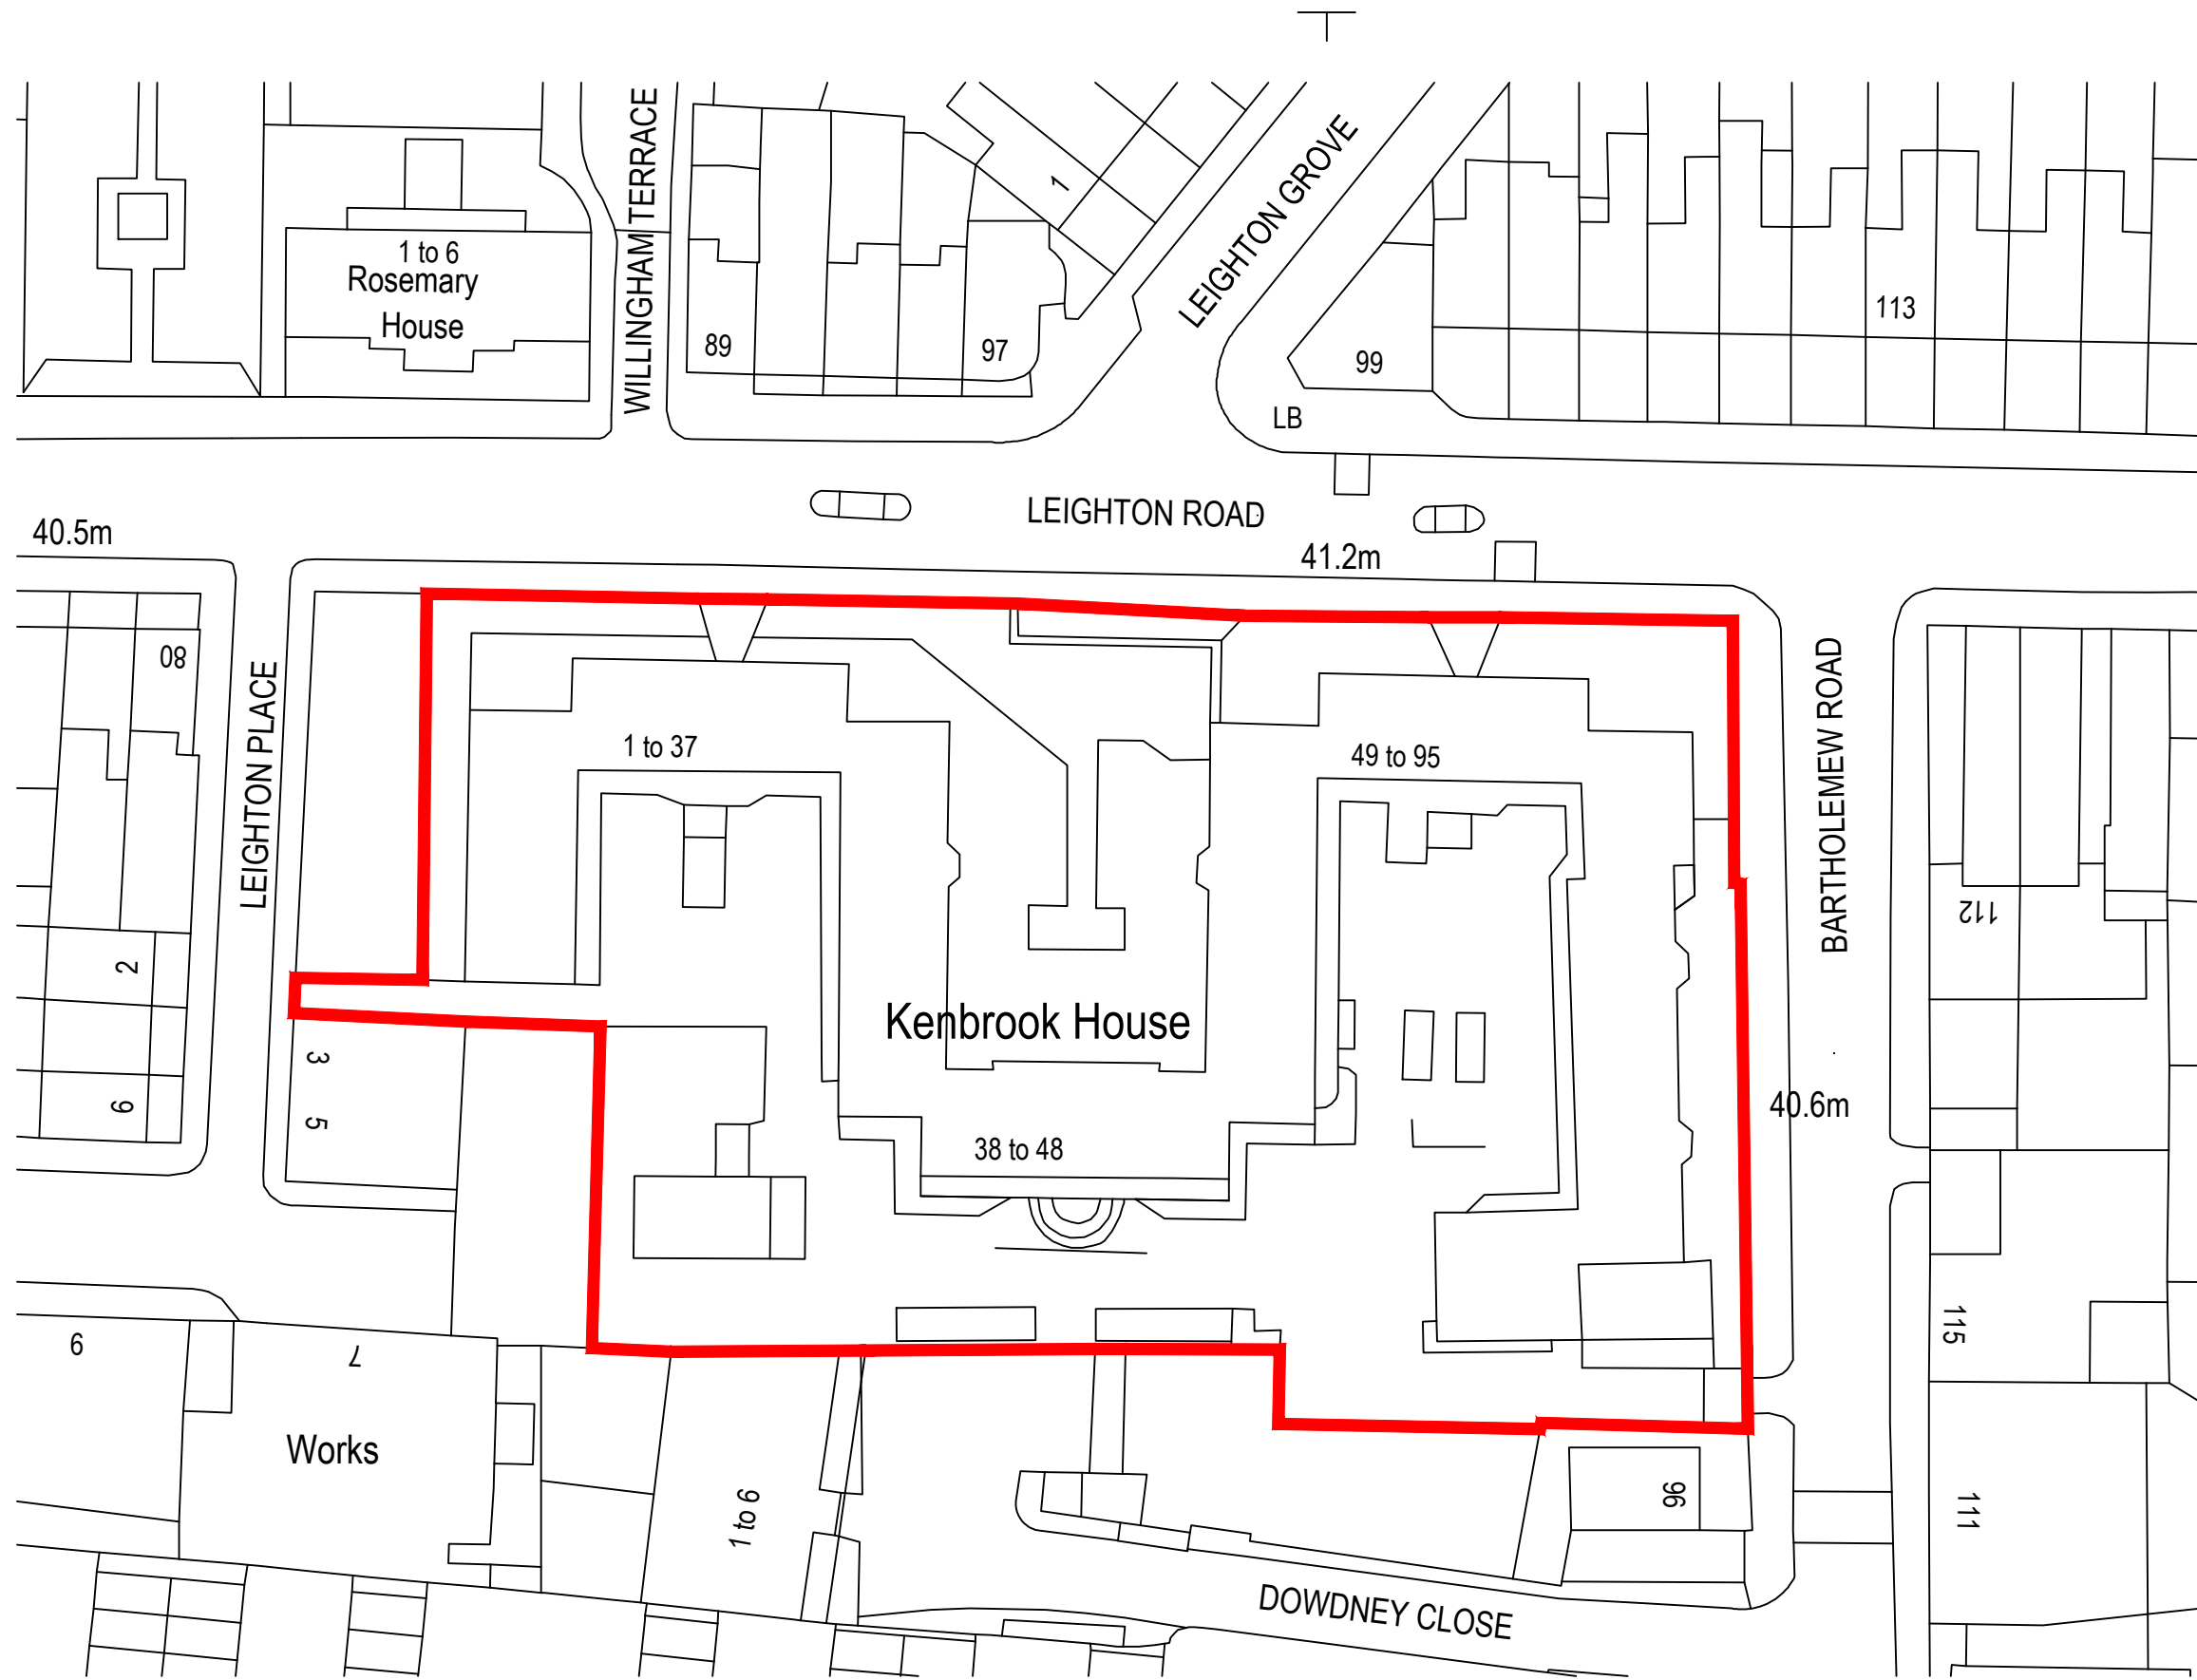 WILLINGHAM TERRACE
LEIGHTON GROVE
1
1 to 6
Rosemary
House
89
97
99
113
LB
LEIGHTON ROAD
40.5m
41.2m
80
LEIGHTON PLACE
1 to 37
49 to 95
BARTHOLEMEW ROAD
112
2
Kenbrook House
3
6
5
40.6m
38 to 48
9
7
115
Works
1 to 6
96
111
DOWDNEY CLOSE